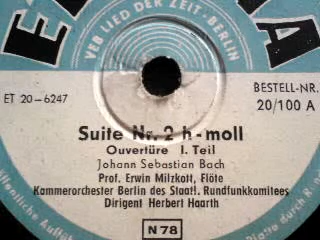 VEB LIED DER ZEIT · BERLIN
ET 20-6247
BESTELL-NR.
20/100 A
Suite Nr. 2 h-moll
Ouvertüre I. Teil
Johann Sebastian Bach
Prof. Erwin Milzkott, Flöte
Kammerorchester Berlin des Staatl. Rundfunkkomitees
Dirigent Herbert Haarth
N 78